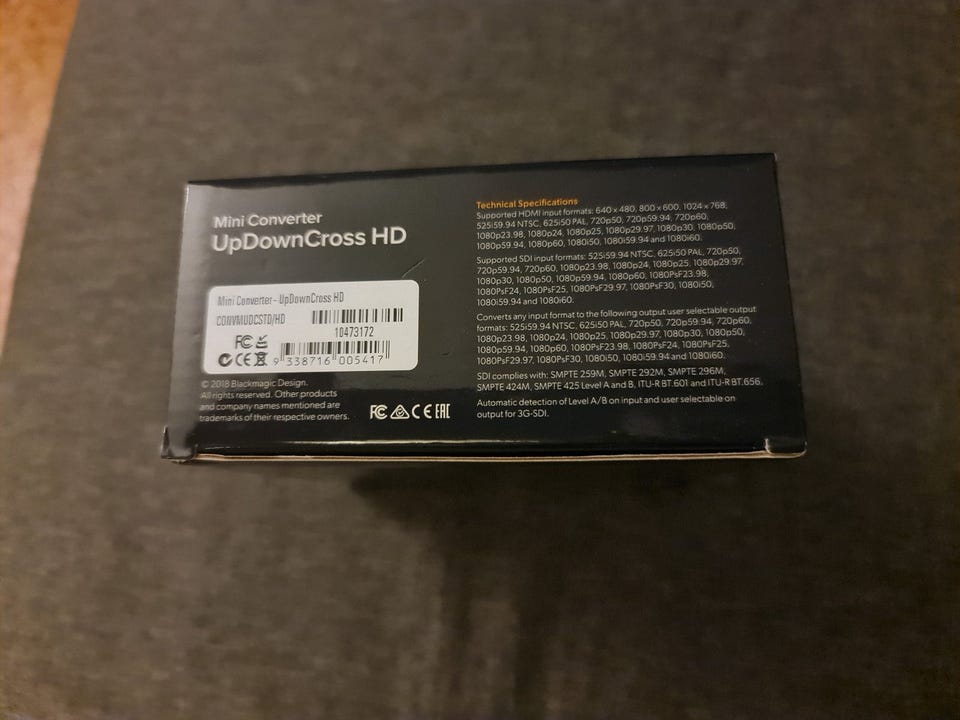 Mini Converter
UpDownCross HD
Mini Converter - UpDownCross HD
CONVMUDCSTD/HD
10473172
FC
CE
9 338716 005417
© 2018 Blackmagic Design.
All rights reserved. Other products
and company names mentioned are
trademarks of their respective owners.
FC CE EAC
Technical Specifications
Supported HDMI input formats: 640 x 480, 800 x 600, 1024 x 768,
525i59.94 NTSC, 625i50 PAL, 720p50, 720p59.94, 720p60,
1080p23.98, 1080p24, 1080p25, 1080p29.97, 1080p30, 1080p50,
1080p59.94, 1080p60, 1080i50, 1080i59.94 and 1080i60.
Supported SDI input formats: 525i59.94 NTSC, 625i50 PAL, 720p50,
720p59.94, 720p60, 1080p23.98, 1080p24, 1080p25, 1080p29.97,
1080p30, 1080p50, 1080p59.94, 1080p60, 1080PsF23.98,
1080PsF24, 1080PsF25, 1080PsF29.97, 1080PsF30, 1080i50,
1080i59.94 and 1080i60.
Converts any input format to the following output user selectable output
formats: 525i59.94 NTSC, 625i50 PAL, 720p50, 720p59.94, 720p60,
1080p23.98, 1080p24, 1080p25, 1080p29.97, 1080p30, 1080p50,
1080p59.94, 1080p60, 1080PsF23.98, 1080PsF24, 1080PsF25,
1080PsF29.97, 1080PsF30, 1080i50, 1080i59.94 and 1080i60.
SDI complies with: SMPTE 259M, SMPTE 292M, SMPTE 296M,
SMPTE 424M, SMPTE 425 Level A and B, ITU-R BT.601 and ITU-R BT.656.
Automatic detection of Level A/B on input and user selectable on
output for 3G-SDI.